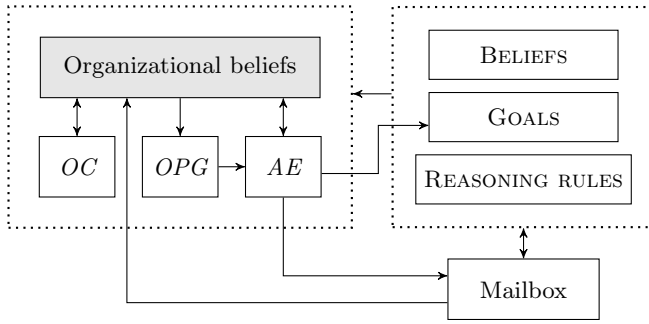 Organizational beliefs
OC
OPG
AE
BELIEFS
GOALS
REASONING RULES
Mailbox